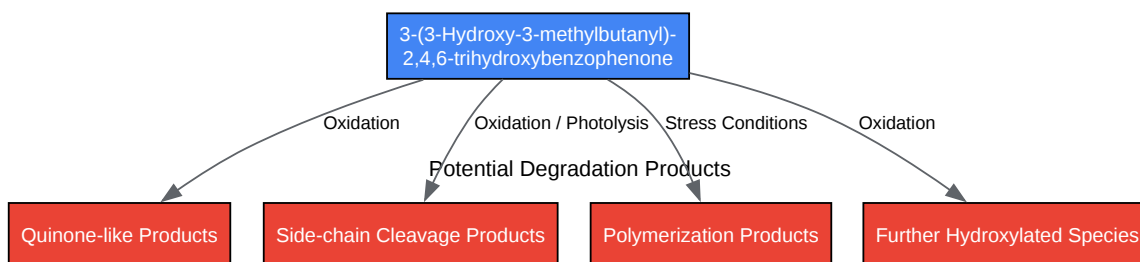 3-(3-Hydroxy-3-methylbutanyl)-
2,4,6-trihydroxybenzophenone
Oxidation
Oxidation / Photolysis
Stress Conditions
Oxidation
Potential Degradation Products
Quinone-like Products
Side-chain Cleavage Products
Polymerization Products
Further Hydroxylated Species